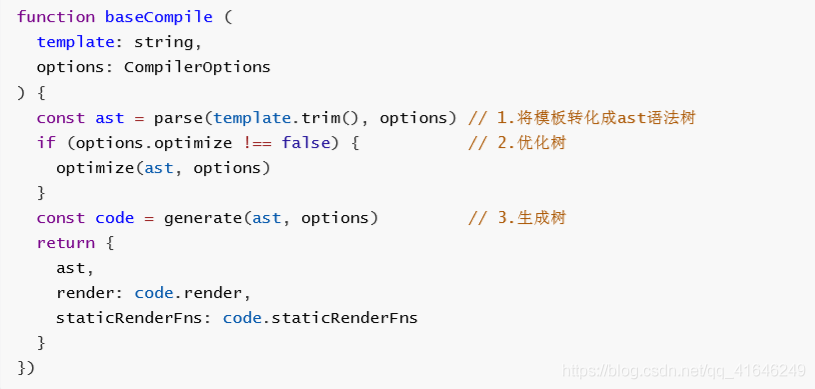 function baseCompile (
  template: string,
  options: CompilerOptions
) {
  const ast = parse(template.trim(), options) // 1.将模板转化成ast语法树
  if (options.optimize !== false) {           // 2.优化树
    optimize(ast, options)
  }
  const code = generate(ast, options)         // 3.生成树
  return {
    ast,
    render: code.render,
    staticRenderFns: code.staticRenderFns
  }
})
https://blog.csdn.net/qq_41646249